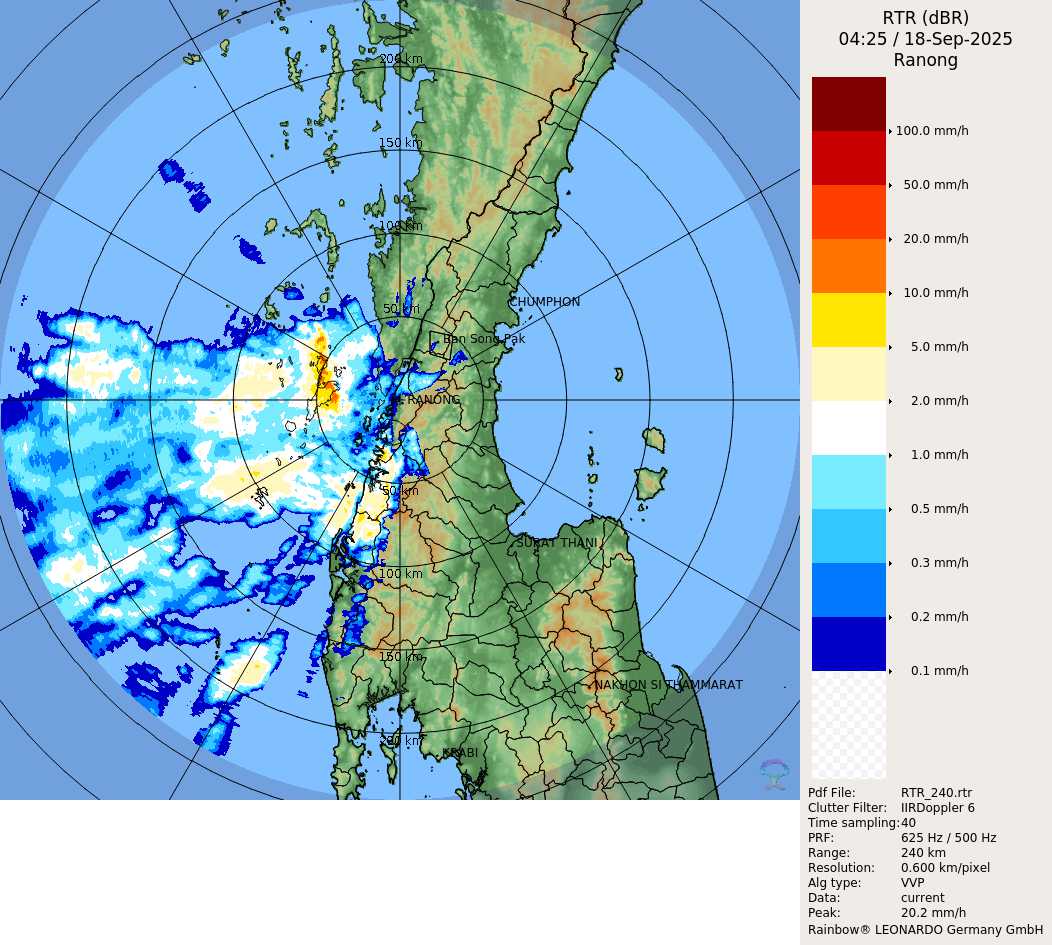 RTR (dBR)
04:25 / 18-Sep-2025
Ranong
100.0 mm/h
50.0 mm/h
20.0 mm/h
10.0 mm/h
5.0 mm/h
2.0 mm/h
1.0 mm/h
0.5 mm/h
0.3 mm/h
0.2 mm/h
0.1 mm/h
200 km
150 km
100 km
CHUMPHON
50 km
Ban Song Pak
RANONG
50 km
SURAT THANI
100 km
150 km
NAKHON SI THAMMARAT
200 km
KRABI
Pdf File: RTR_240.rtr
Clutter Filter: IIRDoppler 6
Time sampling: 40
PRF: 625 Hz / 500 Hz
Range: 240 km
Resolution: 0.600 km/pixel
Alg type: VVP
Data: current
Peak: 20.2 mm/h
Rainbow® LEONARDO Germany GmbH